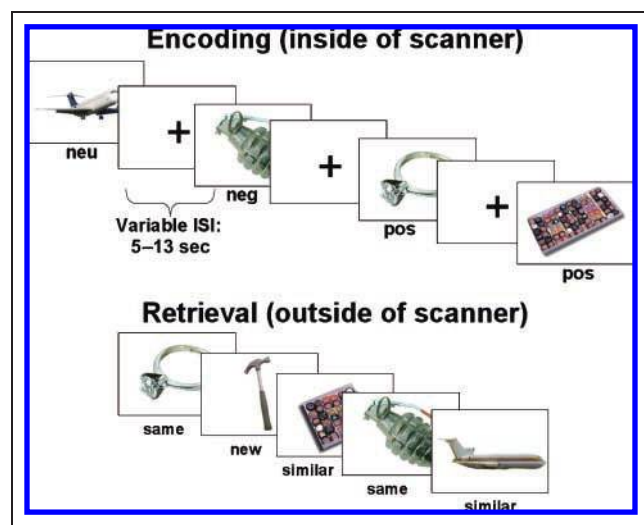 Encoding (inside of scanner)
neu
+
neg
+
pos
+
pos
Variable ISI:
5–13 sec
Retrieval (outside of scanner)
same
new
similar
same
similar